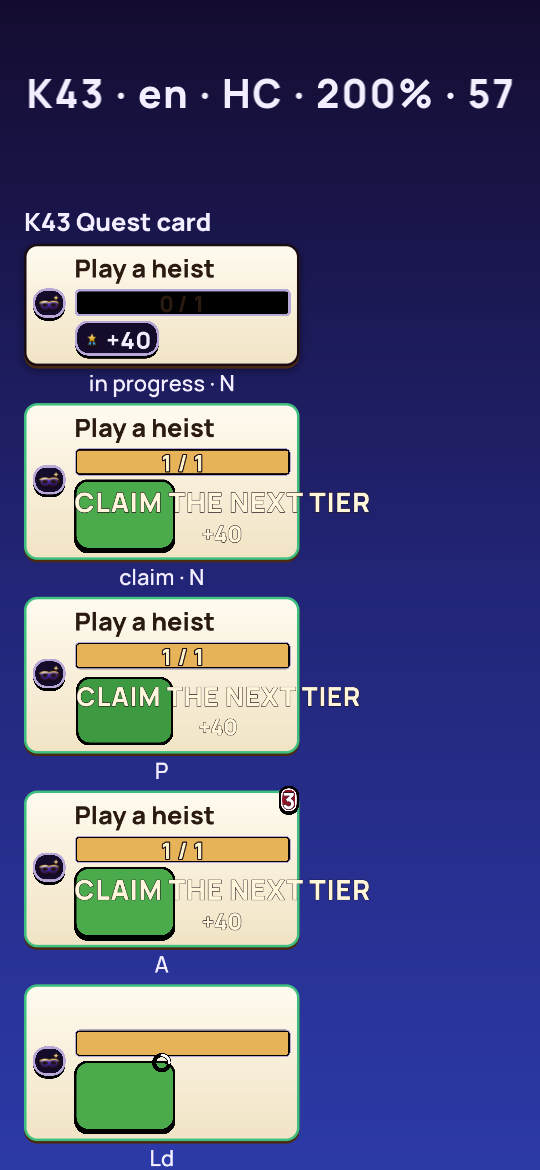 K43 · en · HC · 200% · 57
K43 Quest card
Play a heist
0 / 1
+40
in progress · N
Play a heist
1 / 1
CLAIM THE NEXT TIER
+40
claim · N
Play a heist
1 / 1
CLAIM THE NEXT TIER
+40
P
3
Play a heist
1 / 1
CLAIM THE NEXT TIER
+40
A
Ld